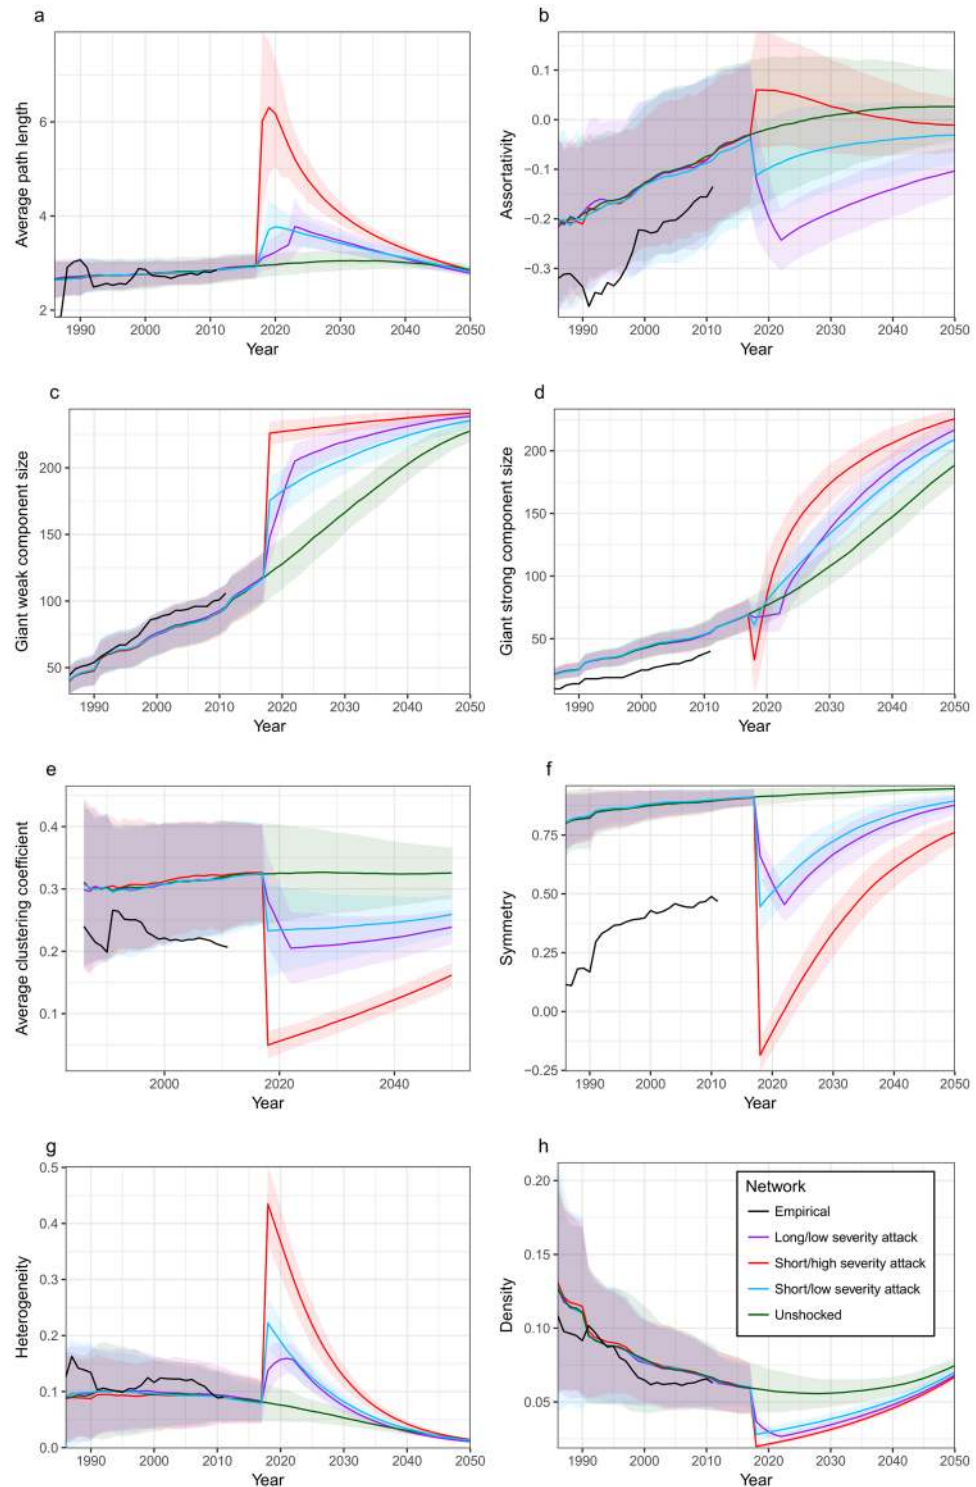 a
6
4
2
Average path length
1990 2000 2010 2020 2030 2040 2050
Year
b
0.1
0.0
−0.1
−0.2
−0.3
Assortativity
1990 2000 2010 2020 2030 2040 2050
Year
c
200
150
100
50
Giant weak component size
1990 2000 2010 2020 2030 2040 2050
Year
d
200
150
100
50
Giant strong component size
1990 2000 2010 2020 2030 2040 2050
Year
e
0.4
0.3
0.2
0.1
Average clustering coefficient
2000 2020 2040
Year
f
0.75
0.50
0.25
0.00
−0.25
Symmetry
1990 2000 2010 2020 2030 2040 2050
Year
g
0.5
0.4
0.3
0.2
0.1
0.0
Heterogeneity
1990 2000 2010 2020 2030 2040 2050
Year
h
0.20
0.15
0.10
0.05
Density
Network
Empirical
Long/low severity attack
Short/high severity attack
Short/low severity attack
Unshocked
1990 2000 2010 2020 2030 2040 2050
Year